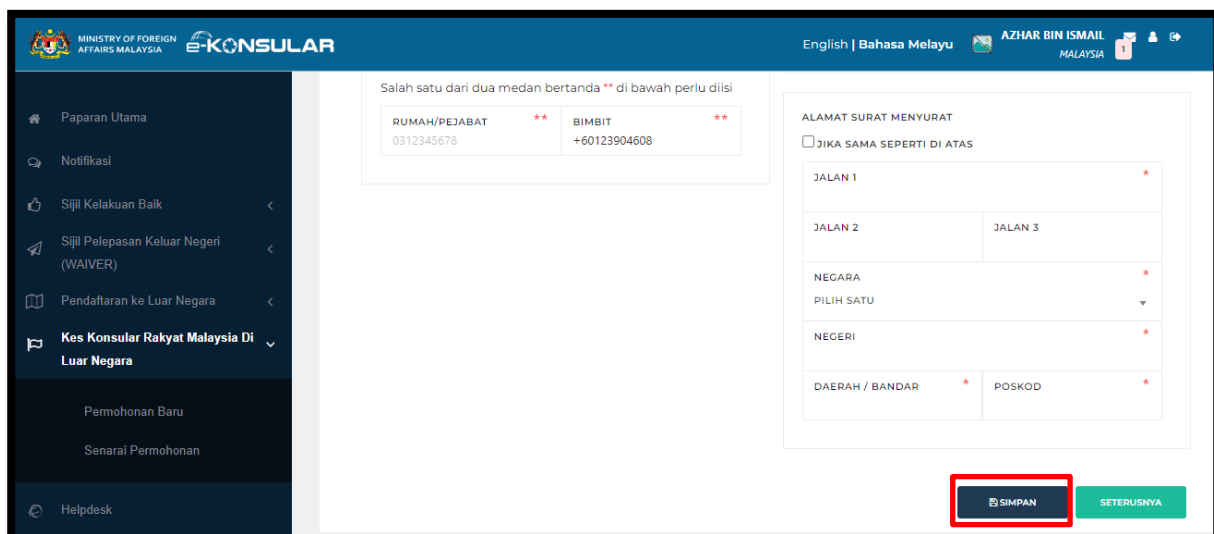 MINISTRY OF FOREIGN
AFFAIRS MALAYSIA
e-KONSULAR
English | Bahasa Melayu
AZHAR BIN ISMAIL
MALAYSIA
1
Paparan Utama
Notifikasi
Sijil Kelakuan Baik
Sijil Pelepasan Keluar Negeri
(WAIVER)
Pendaftaran ke Luar Negara
Kes Konsular Rakyat Malaysia Di
Luar Negara
Permohonan Baru
Senarai Permohonan
Helpdesk
Salah satu dari dua medan bertanda ** di bawah perlu diisi
RUMAH/PEJABAT ** BIMBIT **
0312345678 +60123904608
ALAMAT SURAT MENYURAT
JIKA SAMA SEPERTI DI ATAS
JALAN 1 *
JALAN 2 JALAN 3
NEGARA *
PILIH SATU
NEGERI *
DAERAH / BANDAR * POSKOD *
SIMPAN SETERUSNYA